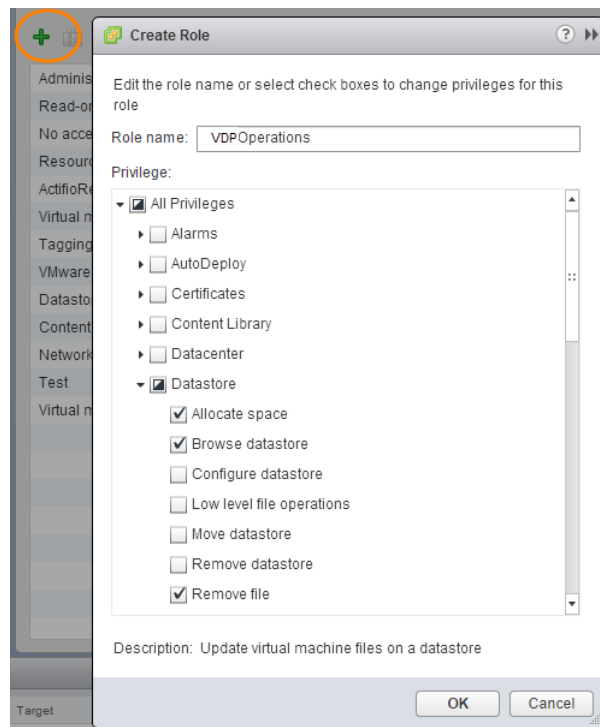 Create Role
?
Adminis
Edit the role name or select check boxes to change privileges for this
role
Read-or
No acce
Role name: VDPOperations
Resourc
Privilege:
ActifioRe
All Privileges
Virtual m
Alarms
Tagging
AutoDeploy
VMware
Certificates
Datasto
Content Library
Content
Datacenter
Network
Datastore
Test
Allocate space
Virtual m
Browse datastore
Configure datastore
Low level file operations
Move datastore
Remove datastore
Remove file
Description: Update virtual machine files on a datastore
OK Cancel
Target